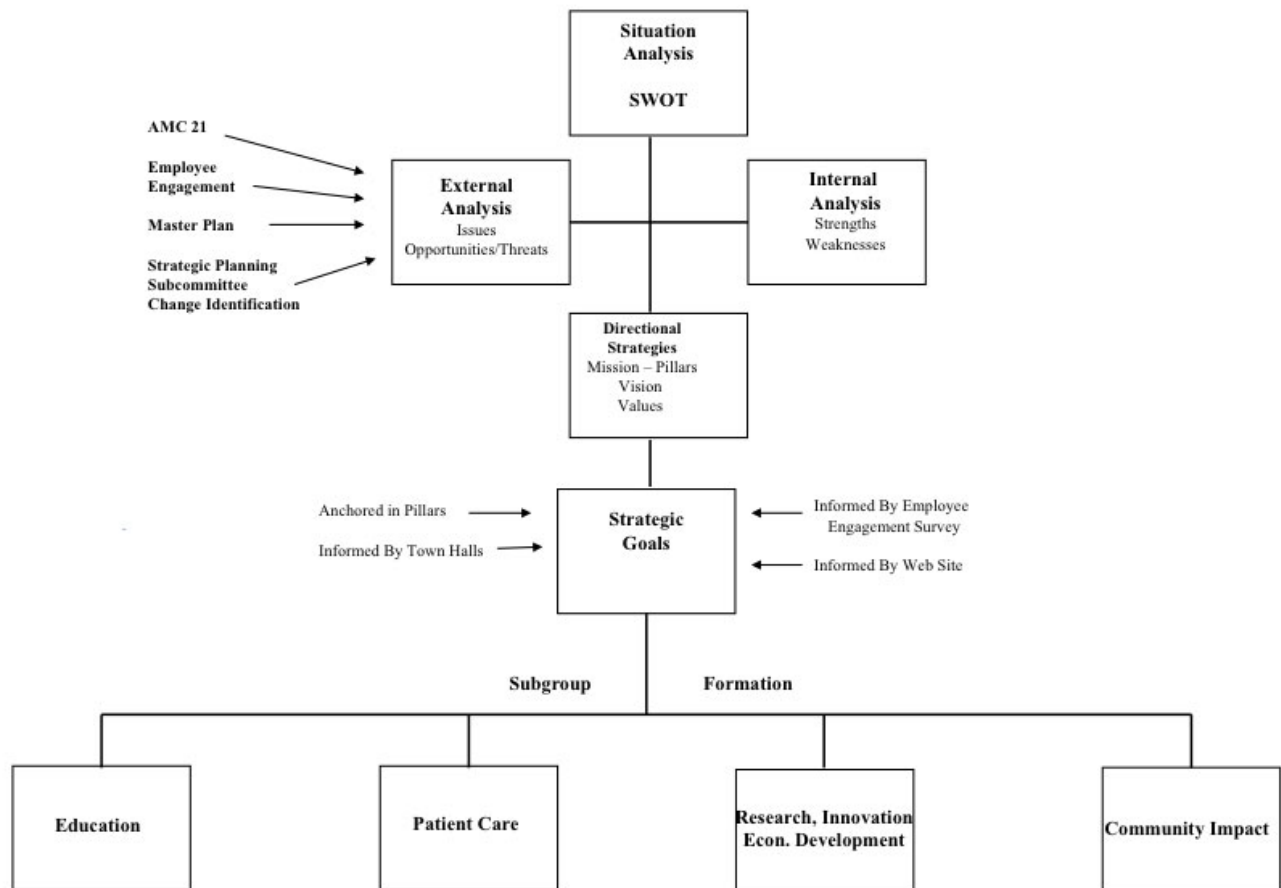 Situation
Analysis
SWOT
AMC 21
Employee
Engagement
Master Plan
Strategic Planning
Subcommittee
Change Identification
External
Analysis
Issues
Opportunities/Threats
Internal
Analysis
Strengths
Weaknesses
Directional
Strategies
Mission – Pillars
Vision
Values
Anchored in Pillars
Informed By Town Halls
Strategic
Goals
Informed By Employee
Engagement Survey
Informed By Web Site
Subgroup Formation
Education
Patient Care
Research, Innovation
Econ. Development
Community Impact